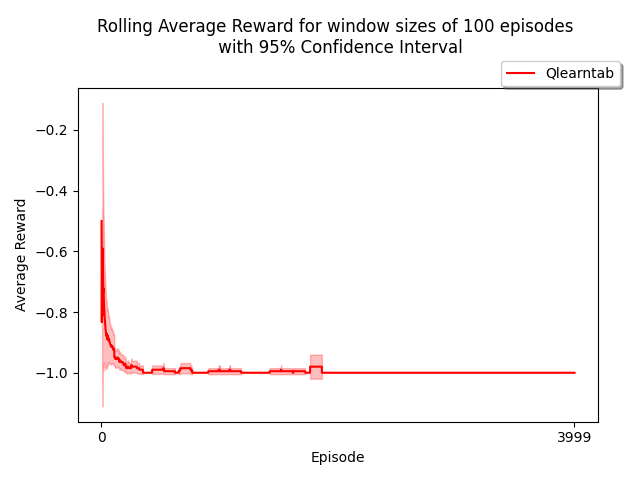 Rolling Average Reward for window sizes of 100 episodes
with 95% Confidence Interval
Qlearntab
−0.2
−0.4
−0.6
−0.8
−1.0
Average Reward
0
3999
Episode